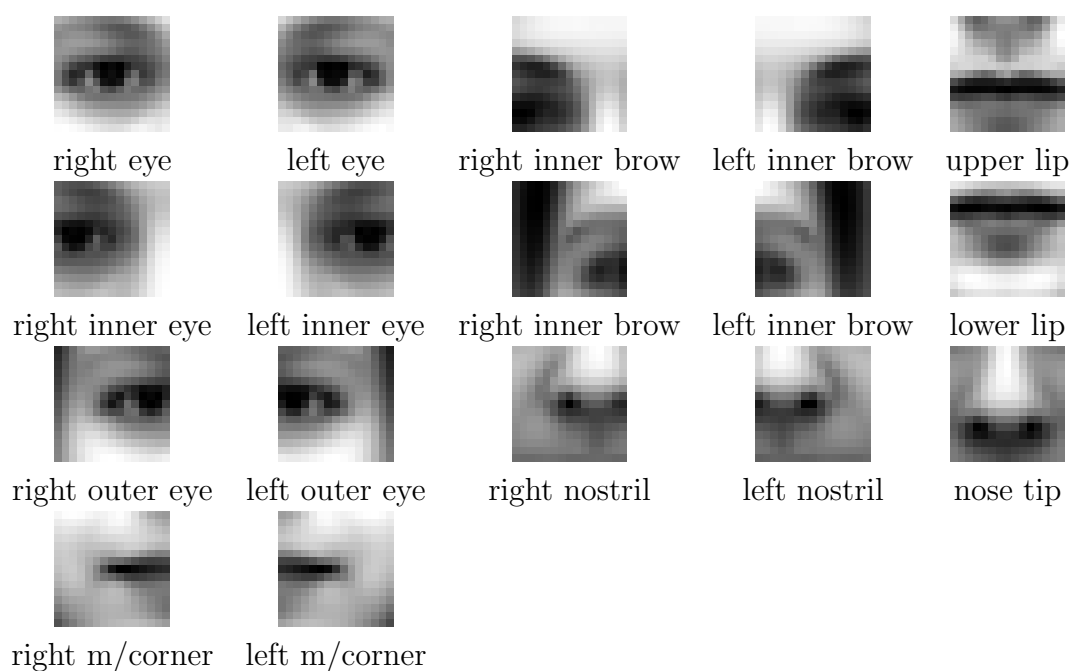 right eye left eye right inner brow left inner brow upper lip
right inner eye left inner eye right inner brow left inner brow lower lip
right outer eye left outer eye right nostril left nostril nose tip
right m/corner left m/corner